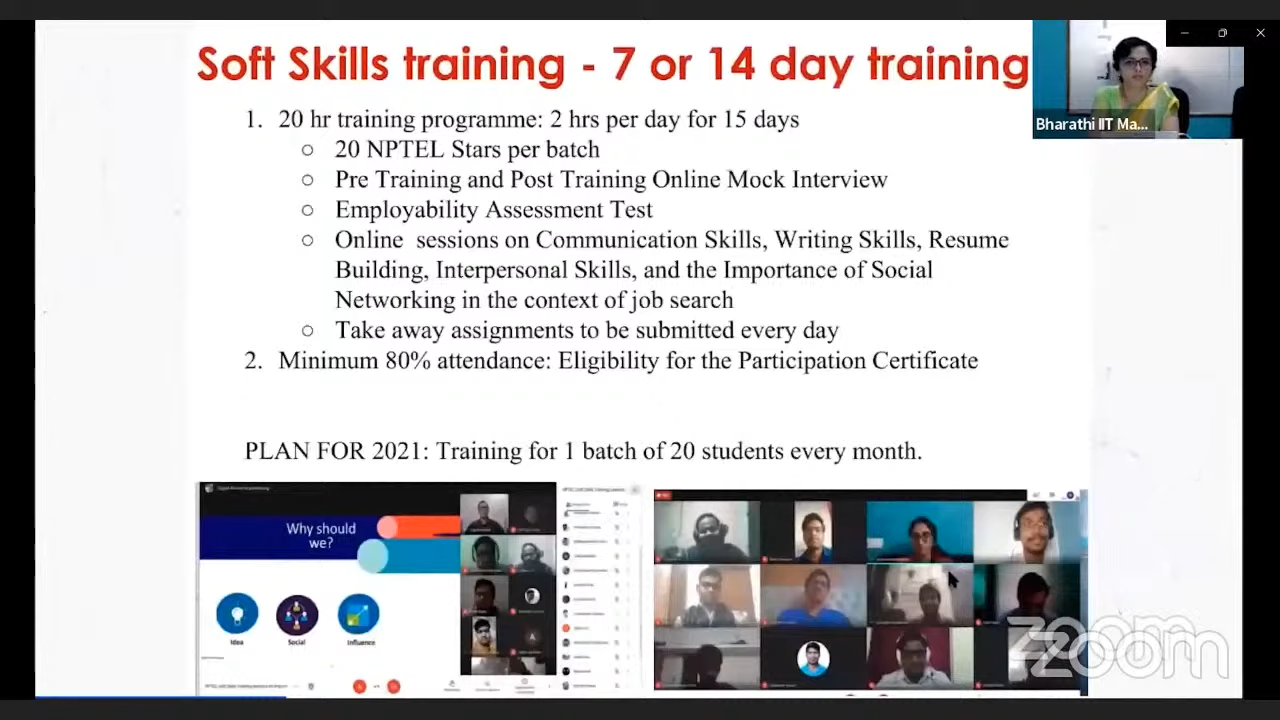 Soft Skills training - 7 or 14 day training
Bharathi IIT Ma...
1. 20 hr training programme: 2 hrs per day for 15 days
○ 20 NPTEL Stars per batch
○ Pre Training and Post Training Online Mock Interview
○ Employability Assessment Test
○ Online sessions on Communication Skills, Writing Skills, Resume
Building, Interpersonal Skills, and the Importance of Social
Networking in the context of job search
○ Take away assignments to be submitted every day
2. Minimum 80% attendance: Eligibility for the Participation Certificate
PLAN FOR 2021: Training for 1 batch of 20 students every month.
Why should
we?
Idea
Social
Influence
A
zoom